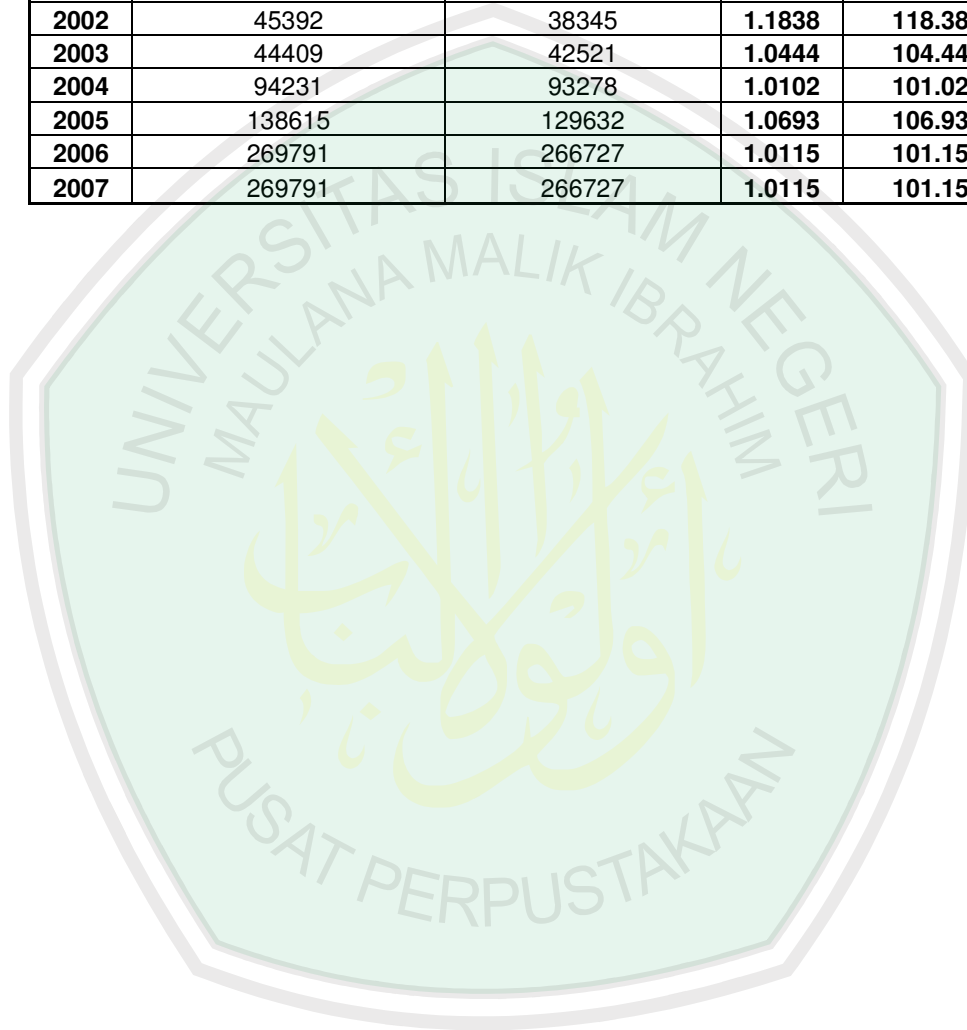 2002 45392 38345 1.1838 118.38
2003 44409 42521 1.0444 104.44
2004 94231 93278 1.0102 101.02
2005 138615 129632 1.0693 106.93
2006 269791 266727 1.0115 101.15
2007 269791 266727 1.0115 101.15
UNIVERSITAS ISLAM NEGERI
MAULANA MALIK IBRAHIM
PUSAT PERPUSTAKAAN